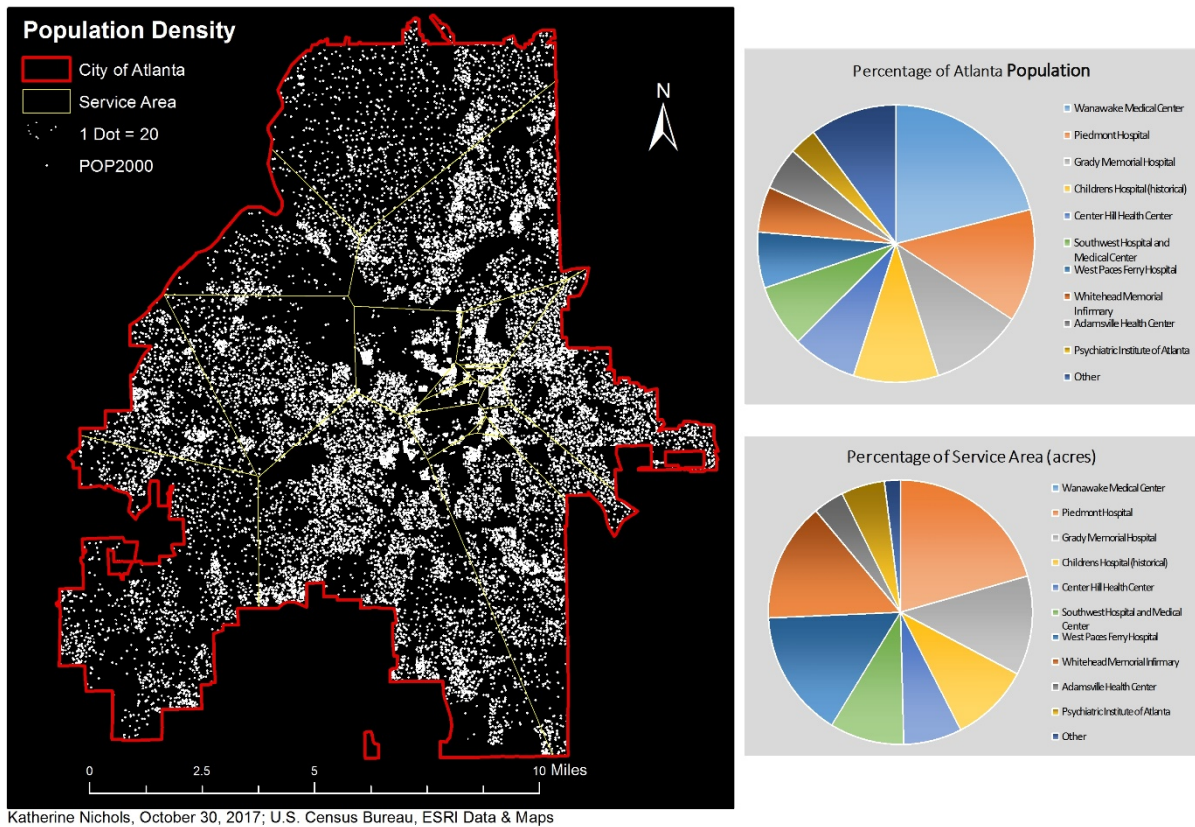 Population Density
City of Atlanta
Service Area
1 Dot = 20
POP2000
N
0 2.5 5 10 Miles
Katherine Nichols, October 30, 2017; U.S. Census Bureau, ESRI Data & Maps
Percentage of Atlanta Population
Wanawake Medical Center
Piedmont Hospital
Grady Memorial Hospital
Childrens Hospital (historical)
Center Hill Health Center
Southwest Hospital and
Medical Center
West Paces Ferry Hospital
Whitehead Memorial
Infirmary
Adamsville Health Center
Psychiatric Institute of Atlanta
Other
Percentage of Service Area (acres)
Wanawake Medical Center
Piedmont Hospital
Grady Memorial Hospital
Childrens Hospital (historical)
Center Hill Health Center
Southwest Hospital and Medical
Center
West Paces Ferry Hospital
Whitehead Memorial Infirmary
Adamsville Health Center
Psychiatric Institute of Atlanta
Other